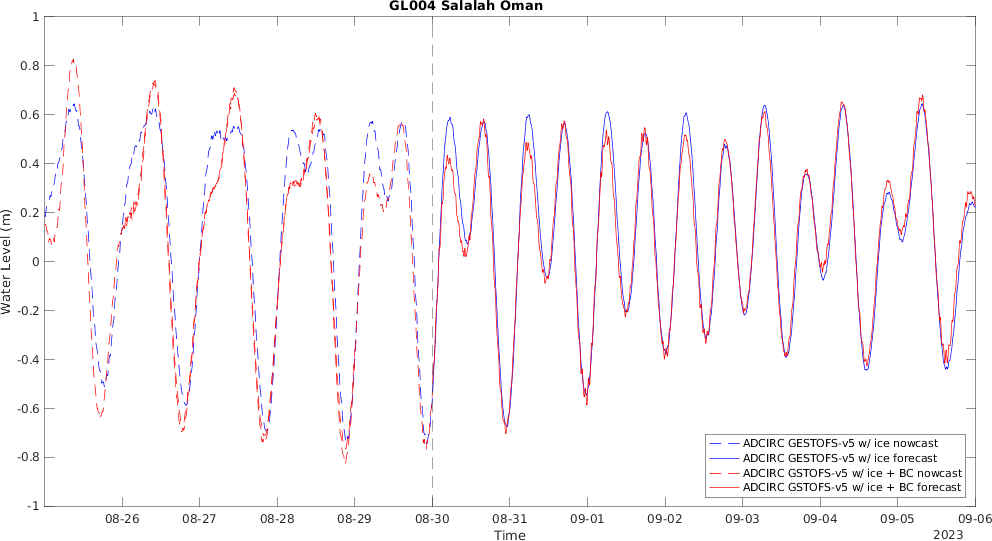 GL004 Salalah Oman
1
0.8
0.6
0.4
0.2
0
-0.2
-0.4
-0.6
-0.8
-1
Water Level (m)
ADCIRC GESTOFS-v5 w/ ice nowcast
ADCIRC GESTOFS-v5 w/ ice forecast
ADCIRC GSTOFS-v5 w/ ice + BC nowcast
ADCIRC GSTOFS-v5 w/ ice + BC forecast
08-26 08-27 08-28 08-29 08-30 08-31 09-01 09-02 09-03 09-04 09-05 09-06
Time
2023